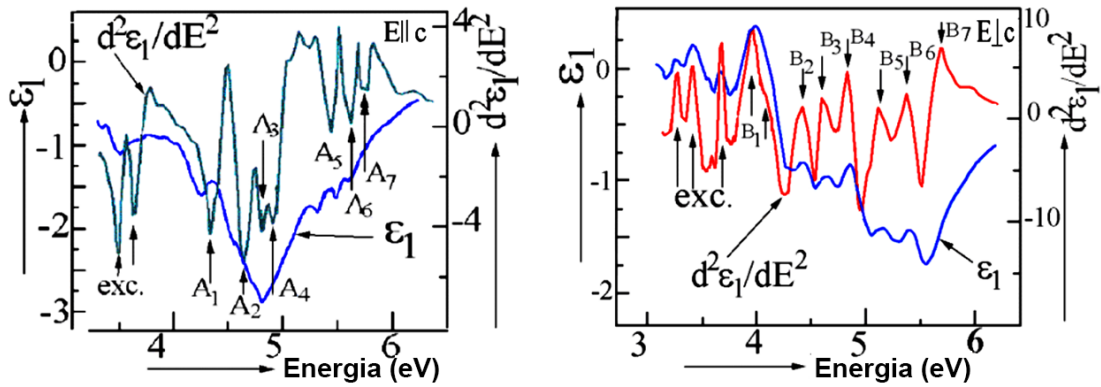 E∥c
d²ε₁/dE²
4
0
-4
d²ε₁/dE²
0
-1
-2
-3
ε₁
Λ₃
A₅
A₇
Λ₆
ε₁
exc.
A₁
A₂
A₄
4
5
6
Energia (eV)
E⊥c
10
0
-10
d²ε₁/dE²
0
-1
-2
ε₁
B₇
B₄
B₃
B₂
B₅
B₆
B₁
exc.
d²ε₁/dE²
ε₁
3
4
5
6
Energia (eV)